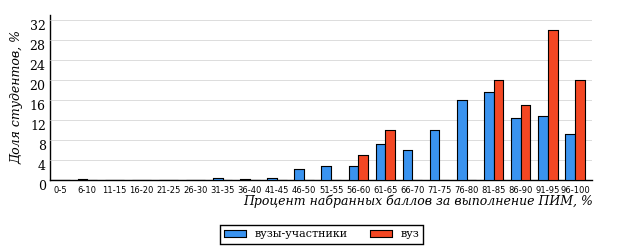 Доля студентов, %
32
28
24
20
16
12
8
4
0
0-5 6-10 11-15 16-20 21-25 26-30 31-35 36-40 41-45 46-50 51-55 56-60 61-65 66-70 71-75 76-80 81-85 86-90 91-95 96-100
Процент набранных баллов за выполнение ПИМ, %
вузы-участники вуз